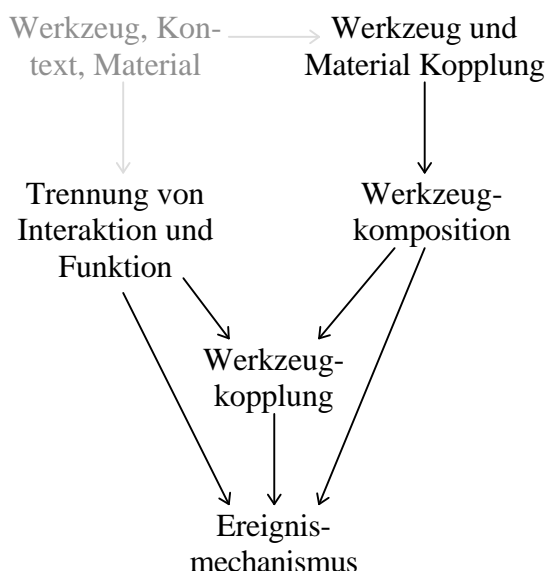 Werkzeug, Kon-
text, Material
Werkzeug und
Material Kopplung
Trennung von
Interaktion und
Funktion
Werkzeug-
komposition
Werkzeug-
kopplung
Ereignis-
mechanismus